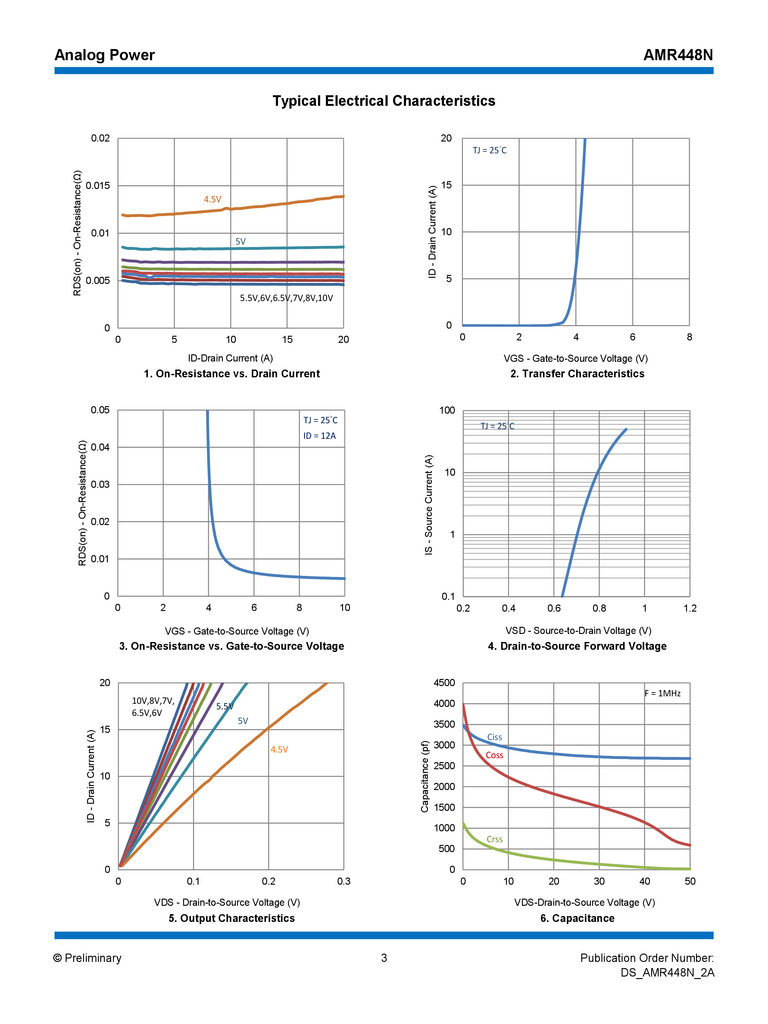 Analog Power
AMR448N
Typical Electrical Characteristics
0.02
0.015
0.01
0.005
0
0 5 10 15 20
RDS(on) - On-Resistance(Ω)
4.5V
5V
5.5V,6V,6.5V,7V,8V,10V
ID-Drain Current (A)
1. On-Resistance vs. Drain Current
20
15
10
5
0
0 2 4 6 8
ID - Drain Current (A)
TJ = 25°C
VGS - Gate-to-Source Voltage (V)
2. Transfer Characteristics
0.05
0.04
0.03
0.02
0.01
0
0 2 4 6 8 10
RDS(on) - On-Resistance(Ω)
TJ = 25°C
ID = 12A
VGS - Gate-to-Source Voltage (V)
3. On-Resistance vs. Gate-to-Source Voltage
100
10
1
0.1
0.2 0.4 0.6 0.8 1 1.2
IS - Source Current (A)
TJ = 25°C
VSD - Source-to-Drain Voltage (V)
4. Drain-to-Source Forward Voltage
20
15
10
5
0
0 0.1 0.2 0.3
ID - Drain Current (A)
10V,8V,7V,
6.5V,6V
5.5V
5V
4.5V
VDS - Drain-to-Source Voltage (V)
5. Output Characteristics
4500
4000
3500
3000
2500
2000
1500
1000
500
0
0 10 20 30 40 50
Capacitance (pf)
F = 1MHz
Ciss
Coss
Crss
VDS-Drain-to-Source Voltage (V)
6. Capacitance
© Preliminary
3
Publication Order Number:
DS_AMR448N_2A